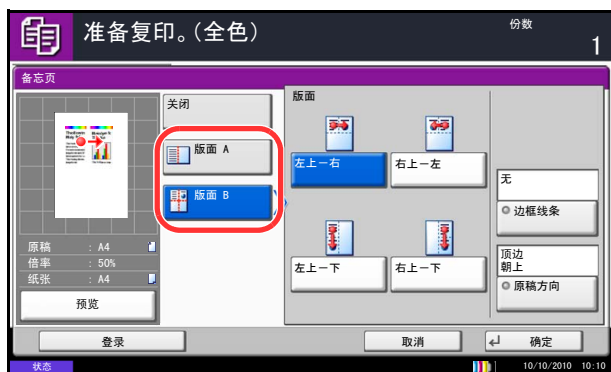 准备复印。(全色)
份数
1
备忘页
关闭
版面 A
版面 B
版面
左上－右
右上－左
左上－下
右上－下
无
边框线条
顶边
朝上
原稿方向
原稿 : A4
倍率 : 50%
纸张 : A4
预览
登录
取消
确定
状态
10/10/2010 10:10